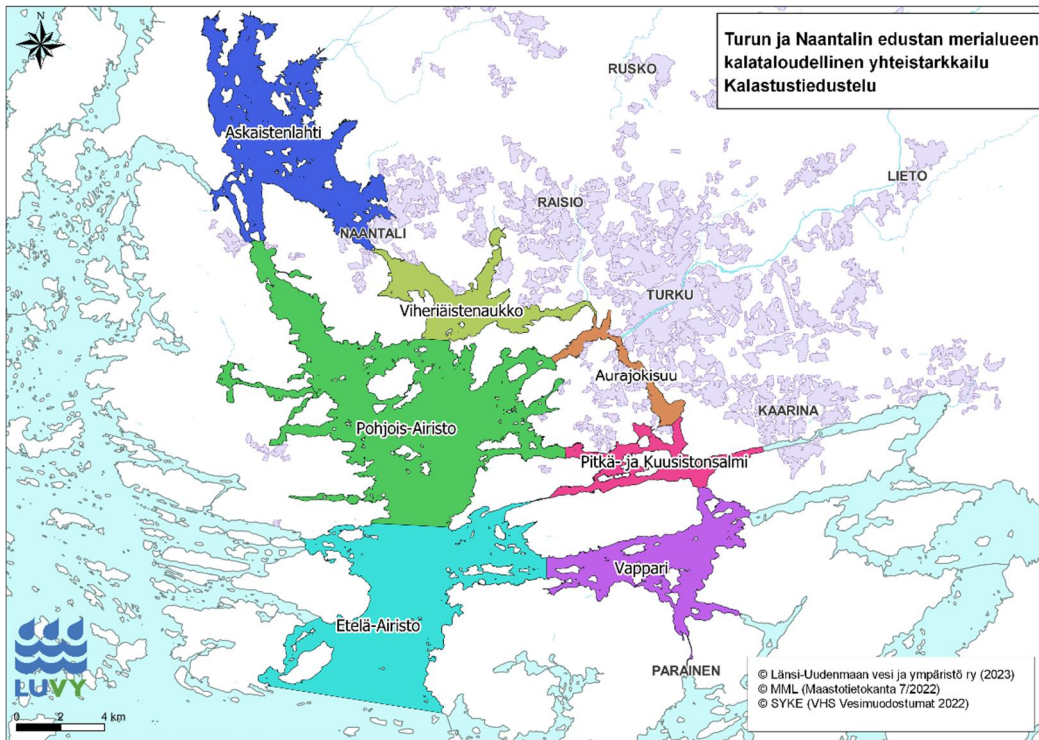 N
Turun ja Naantalin edustan merialueen
kalataloudellinen yhteistarkkailu
Kalastustiedustelu
RUSKO
Askaistenlahti
LIETO
RAISIO
NAANTALI
TURKU
Viheriäistenaukko
Aurajokisuu
KAARINA
Pohjois-Airisto
Pitkä- ja Kuusistonsalmi
Vappari
Etelä-Airisto
LUVY
PARAINEN
© Länsi-Uudenmaan vesi ja ympäristö ry (2023)
© MML (Maastotietokanta 7/2022)
© SYKE (VHS Vesimuodostumat 2022)
0 2 4 km